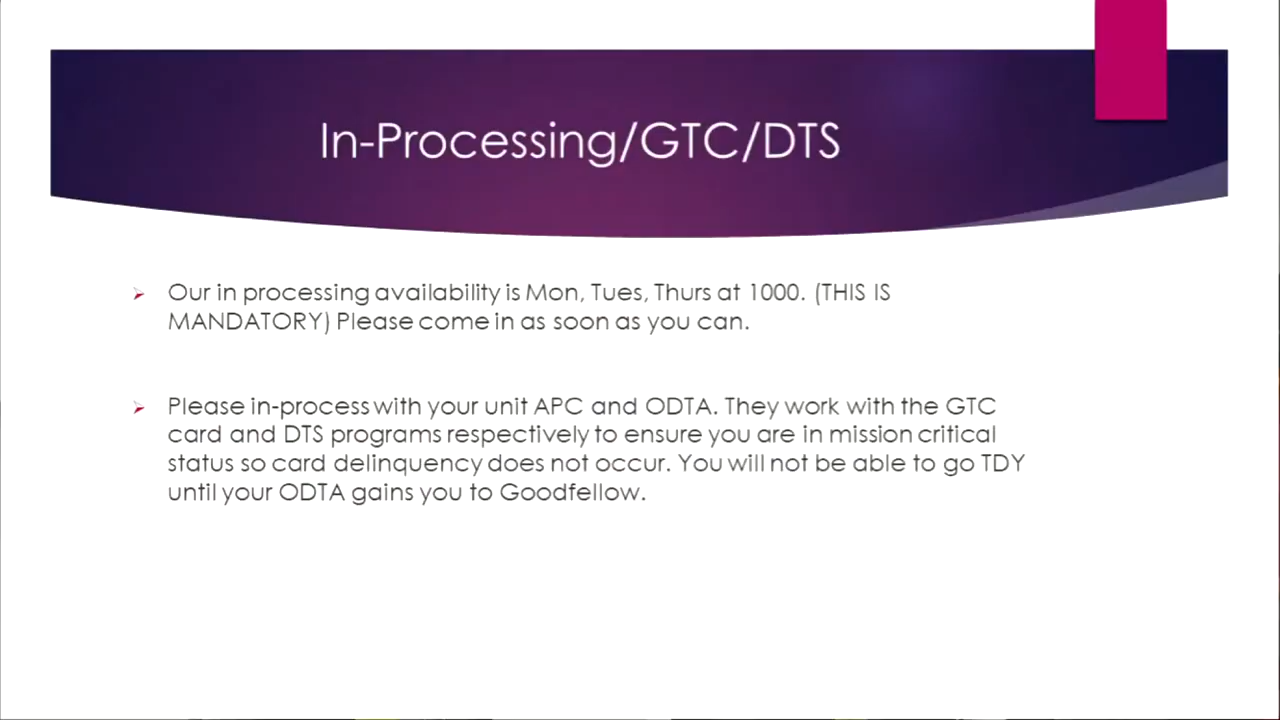 In-Processing/GTC/DTS
Our in processing availability is Mon, Tues, Thurs at 1000. (THIS IS
MANDATORY) Please come in as soon as you can.
Please in-process with your unit APC and ODTA. They work with the GTC
card and DTS programs respectively to ensure you are in mission critical
status so card delinquency does not occur. You will not be able to go TDY
until your ODTA gains you to Goodfellow.